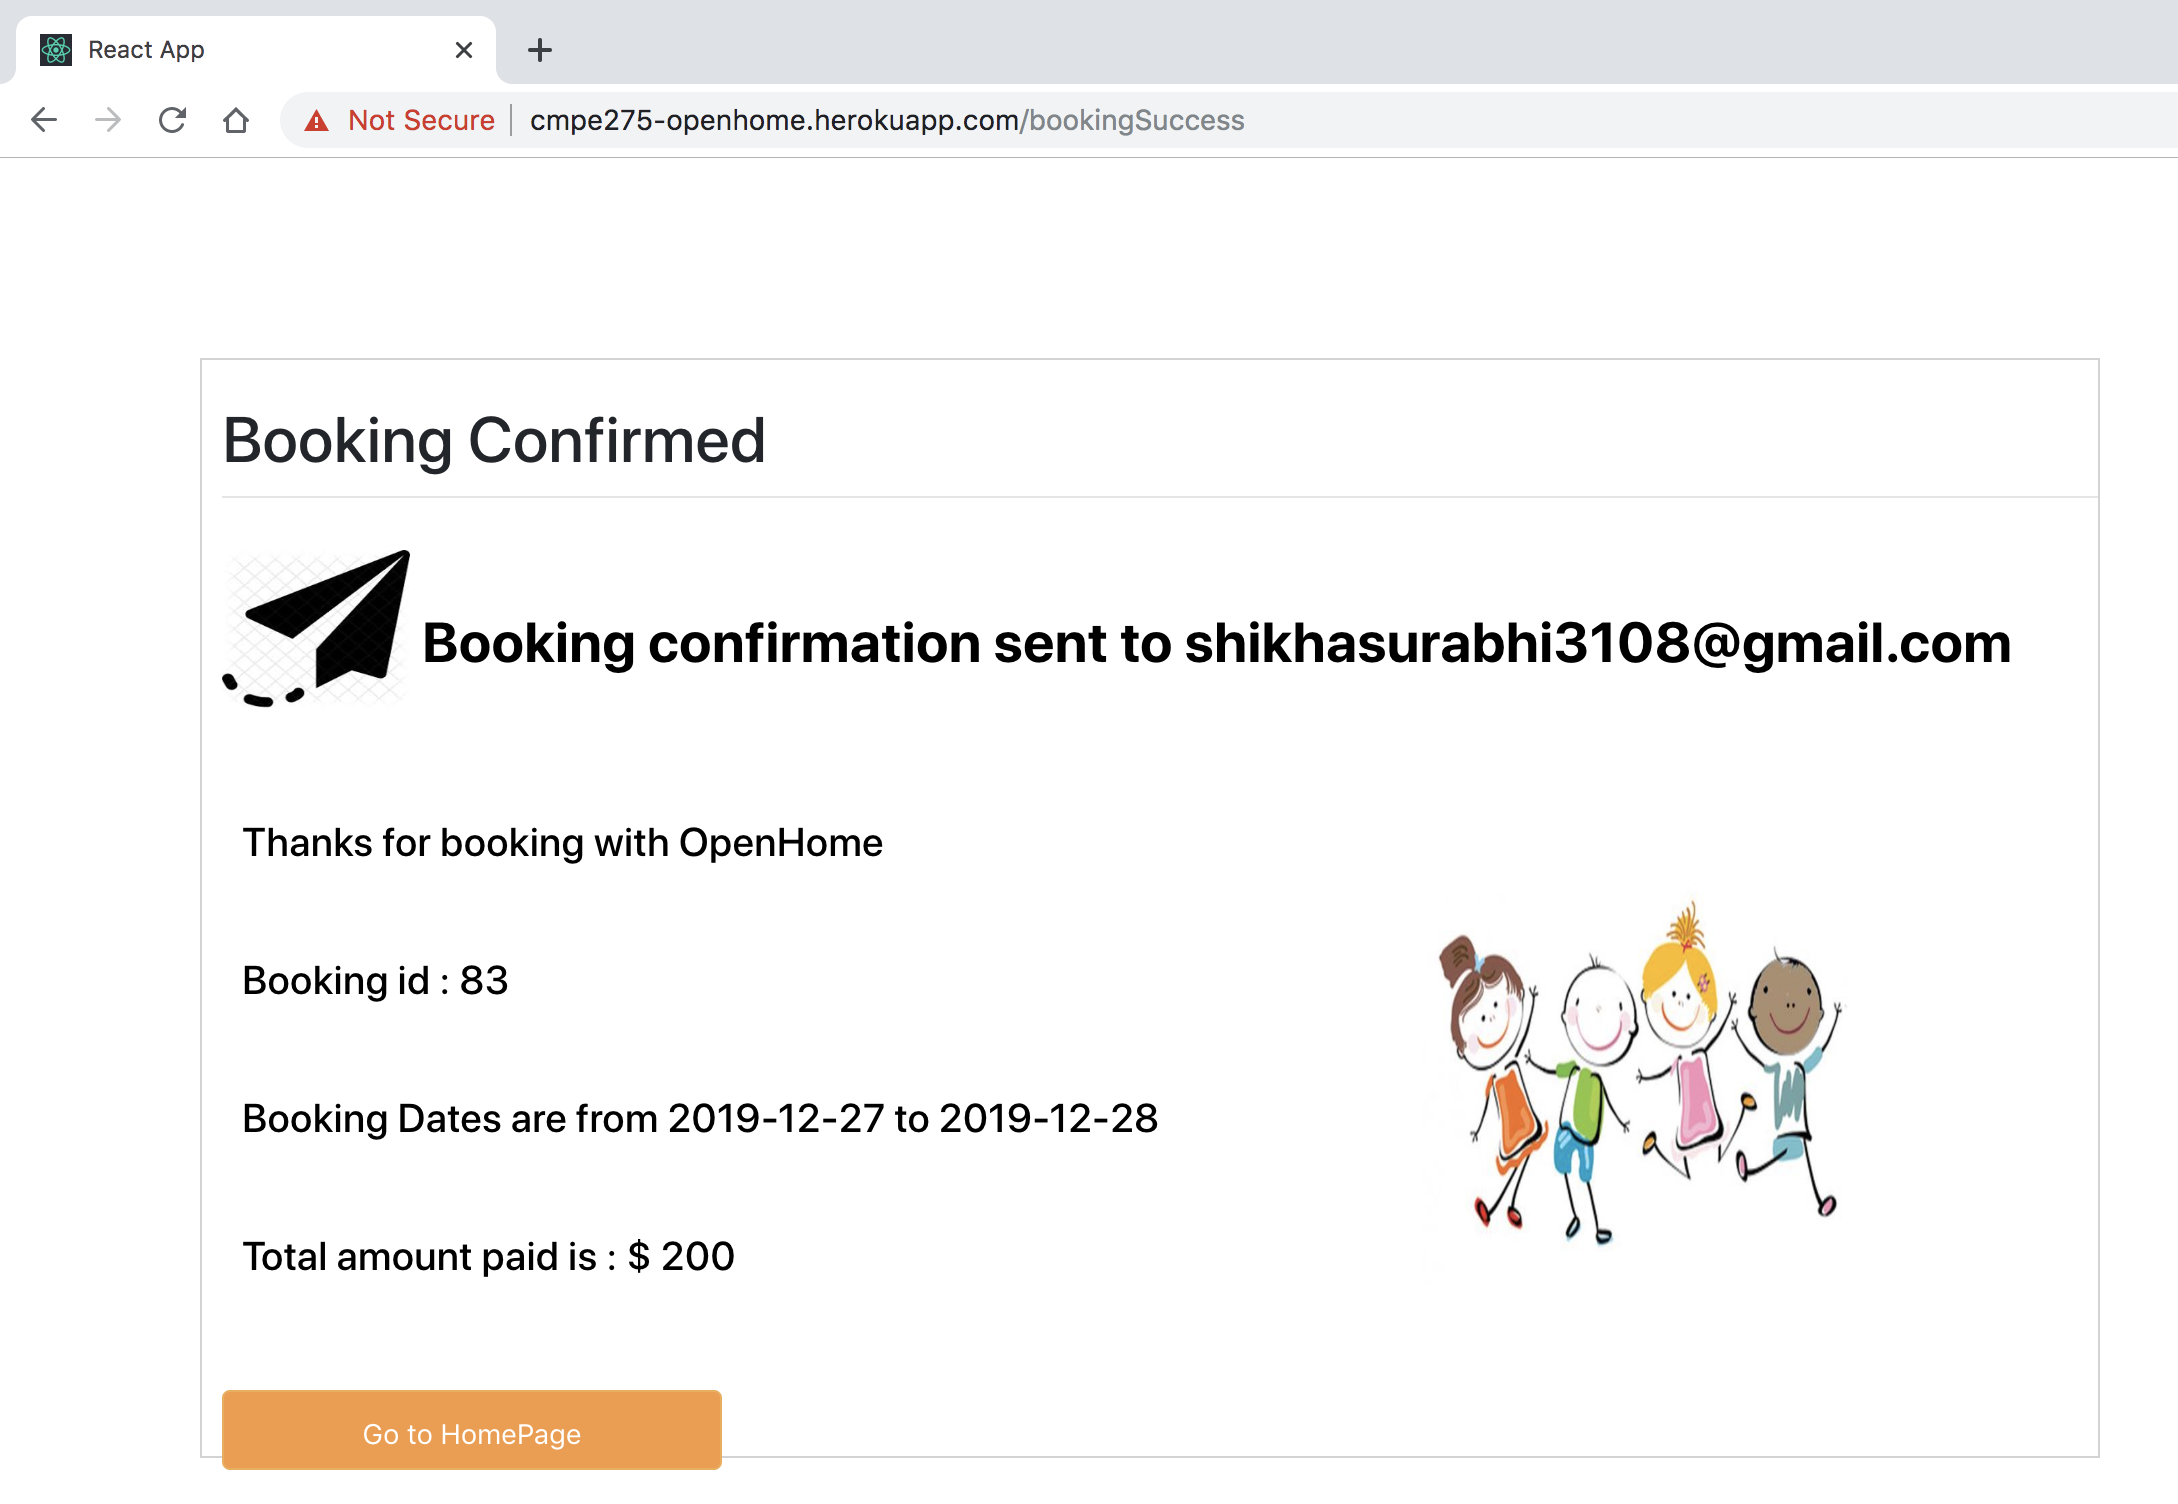 React App
Not Secure cmpe275-openhome.herokuapp.com/bookingSuccess
Booking Confirmed
Booking confirmation sent to shikhasurabhi3108@gmail.com
Thanks for booking with OpenHome
Booking id : 83
Booking Dates are from 2019-12-27 to 2019-12-28
Total amount paid is : $ 200
Go to HomePage